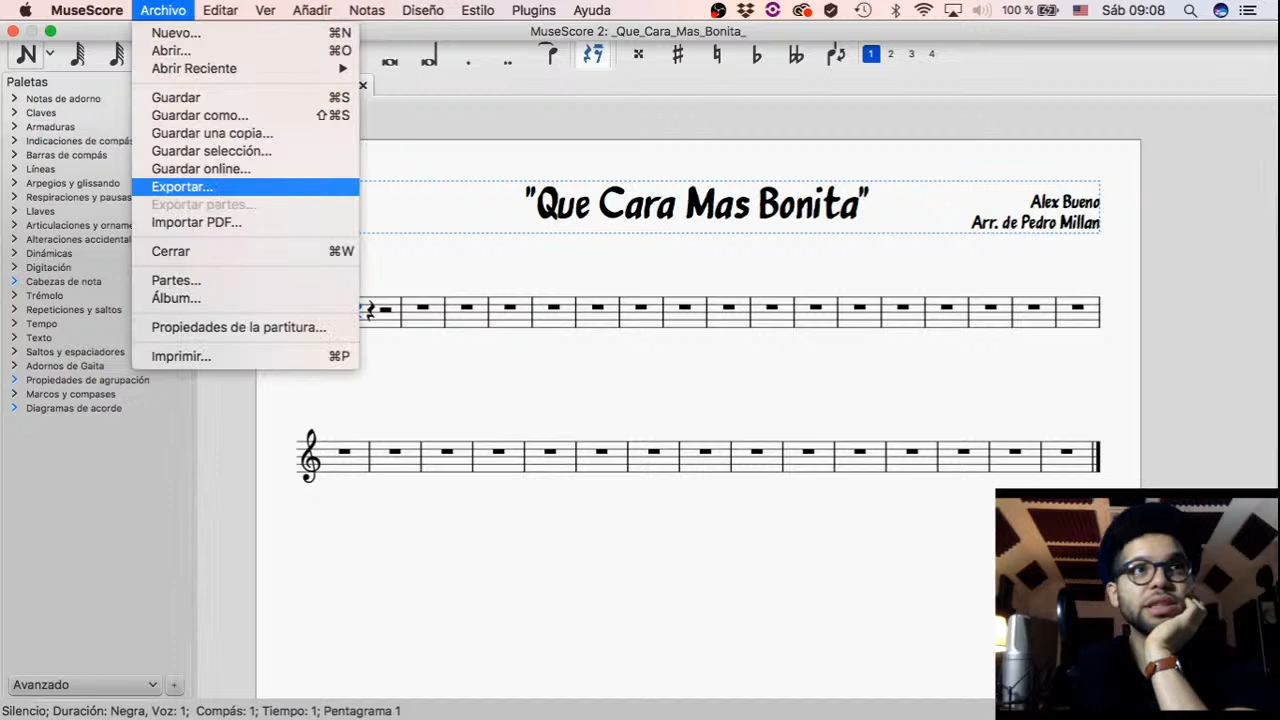 MuseScore Archivo Editar Ver Añadir Notas Diseño Estilo Plugins Ayuda 100 % Sáb 09:08
MuseScore 2: _Que_Cara_Mas_Bonita_
1 2 3 4
Paletas
Notas de adorno
Claves
Armaduras
Indicaciones de compás
Barras de compás
Líneas
Arpegios y glissando
Respiraciones y pausas
Llaves
Articulaciones y orname
Alteraciones accidental
Dinámicas
Digitación
Cabezas de nota
Trémolo
Repeticiones y saltos
Tempo
Texto
Saltos y espaciadores
Adornos de Gaita
Propiedades de agrupación
Marcos y compases
Diagramas de acorde
Avanzado
Nuevo... ⌘N
Abrir... ⌘O
Abrir Reciente
Guardar ⌘S
Guardar como... ⇧⌘S
Guardar una copia...
Guardar selección...
Guardar online...
Exportar...
Exportar partes...
Importar PDF...
Cerrar ⌘W
Partes...
Álbum...
Propiedades de la partitura...
Imprimir... ⌘P
"Que Cara Mas Bonita"
Alex Bueno
Arr. de Pedro Millan
Silencio; Duración: Negra, Voz: 1; Compás: 1; Tiempo: 1; Pentagrama 1